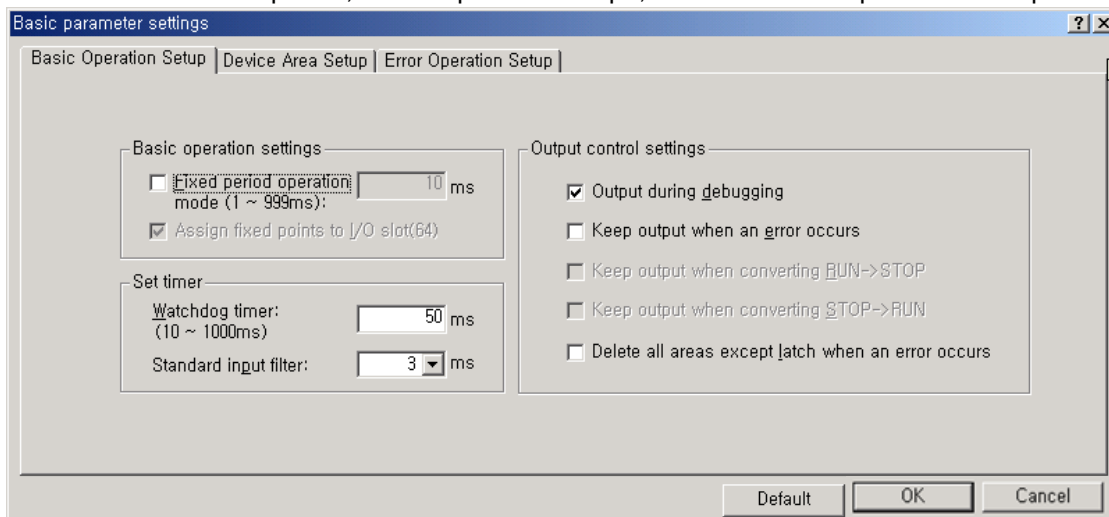 Basic parameter settings
Basic Operation Setup
Device Area Setup
Error Operation Setup
Basic operation settings
Fixed period operation
mode (1 ~ 999ms):
10 ms
Assign fixed points to I/O slot(64)
Set timer
Watchdog timer:
(10 ~ 1000ms)
50 ms
Standard input filter:
3 ms
Output control settings
Output during debugging
Keep output when an error occurs
Keep output when converting RUN->STOP
Keep output when converting STOP->RUN
Delete all areas except latch when an error occurs
Default
OK
Cancel